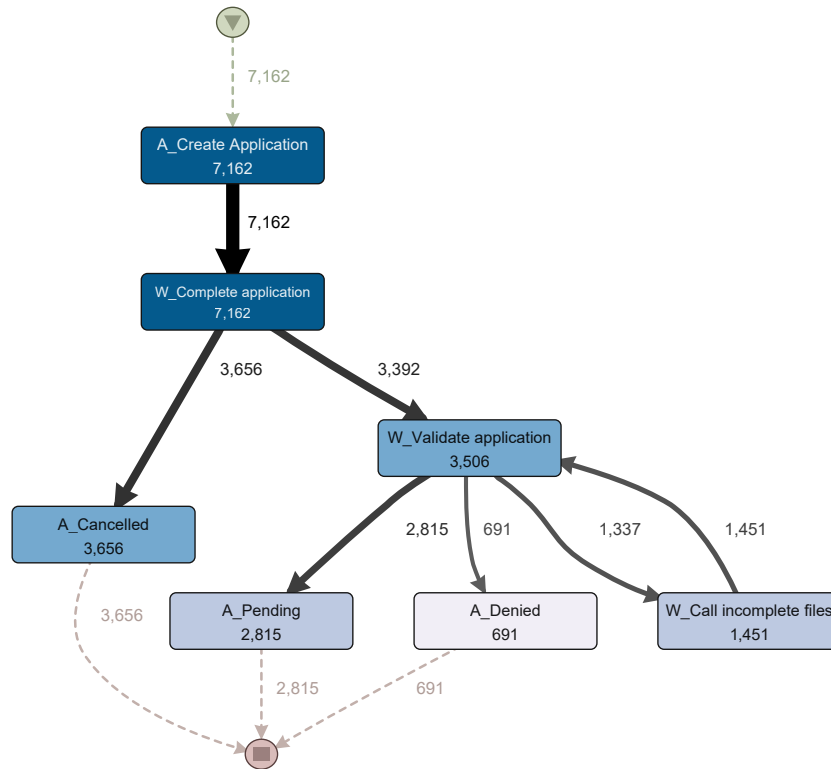 7,162
A_Create Application
7,162
7,162
W_Complete application
7,162
3,656
3,392
W_Validate application
3,506
A_Cancelled
3,656
2,815
691
1,337
1,451
3,656
A_Pending
2,815
A_Denied
691
W_Call incomplete files
1,451
2,815
691